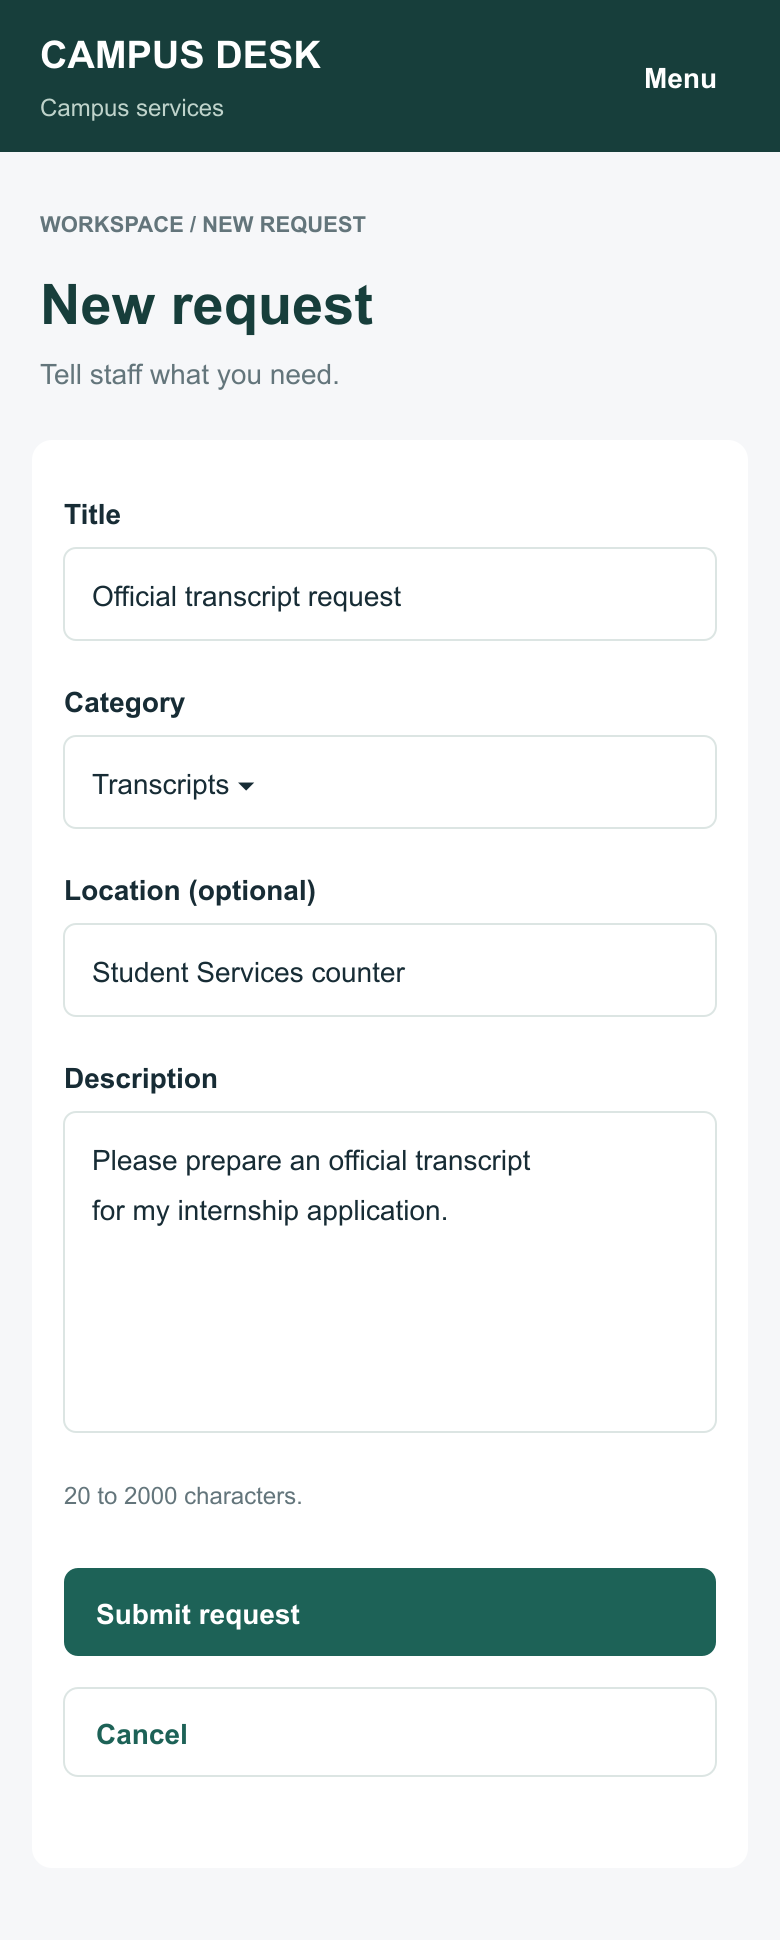 CAMPUS DESK
Campus services
Menu
WORKSPACE / NEW REQUEST
New request
Tell staff what you need.
Title
Official transcript request
Category
Transcripts
Location (optional)
Student Services counter
Description
Please prepare an official transcript
for my internship application.
20 to 2000 characters.
Submit request
Cancel